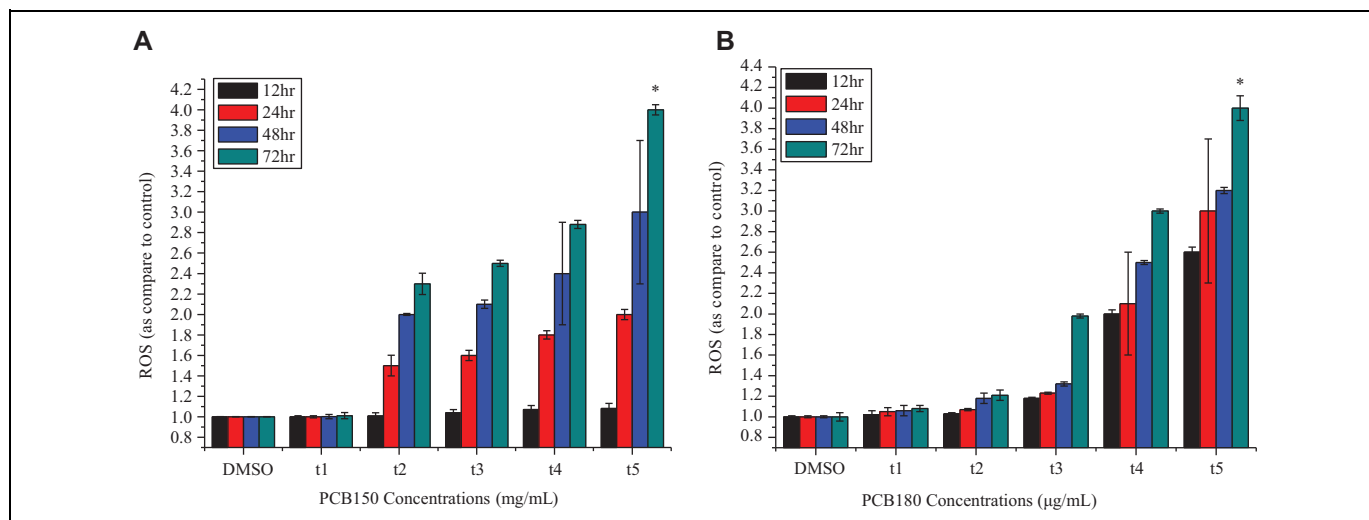 A
12hr
24hr
48hr
72hr
*
4.2
4.0
3.8
3.6
3.4
3.2
3.0
2.8
2.6
2.4
2.2
2.0
1.8
1.6
1.4
1.2
1.0
0.8
ROS (as compare to control)
DMSO t1 t2 t3 t4 t5
PCB150 Concentrations (mg/mL)
B
12hr
24hr
48hr
72hr
*
4.4
4.2
4.0
3.8
3.6
3.4
3.2
3.0
2.8
2.6
2.4
2.2
2.0
1.8
1.6
1.4
1.2
1.0
0.8
ROS (as compare to control)
DMSO t1 t2 t3 t4 t5
PCB180 Concentrations (µg/mL)